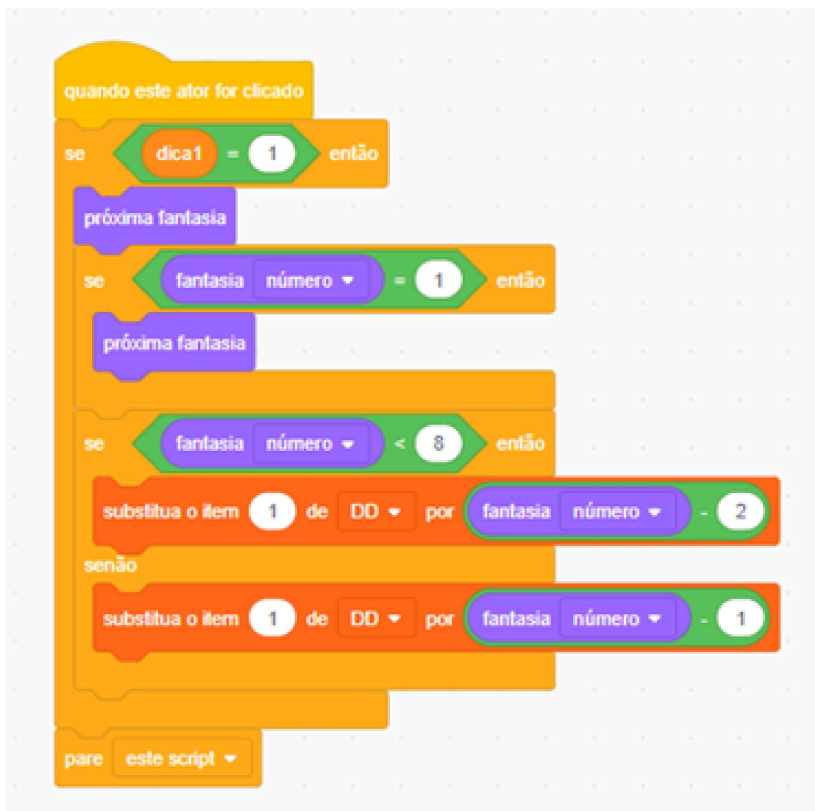 quando este ator for clicado
se dica1 = 1 então
próxima fantasia
se fantasia número = 1 então
próxima fantasia
se fantasia número < 8 então
substitua o item 1 de DD por fantasia número - 2
senão
substitua o item 1 de DD por fantasia número - 1
pare este script